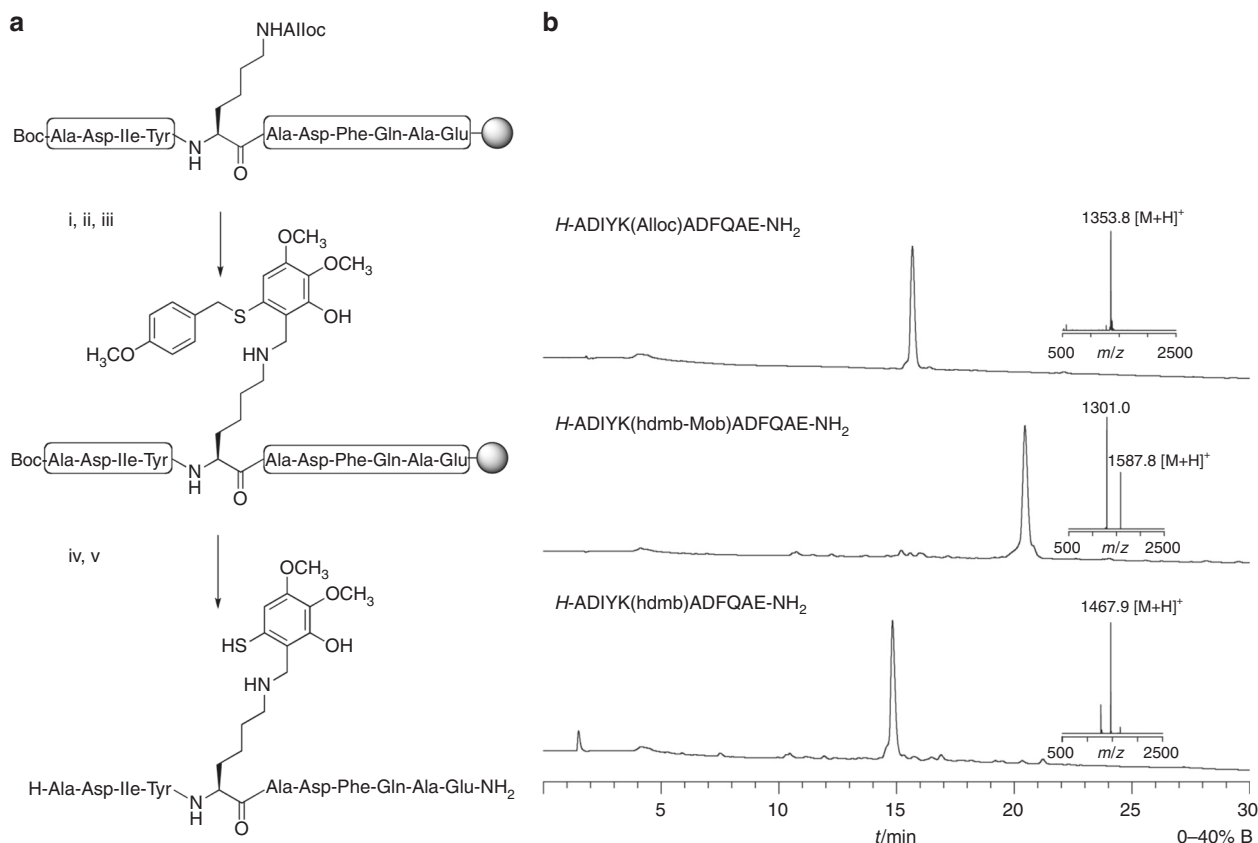 a
NHAlloc
Boc-Ala-Asp-Ile-Tyr
N
H
O
Ala-Asp-Phe-Gln-Ala-Glu
i, ii, iii
OCH3
OCH3
S
OH
H3CO
HN
Boc-Ala-Asp-Ile-Tyr
N
H
O
Ala-Asp-Phe-Gln-Ala-Glu
iv, v
OCH3
OCH3
HS
OH
HN
H-Ala-Asp-Ile-Tyr
N
H
O
Ala-Asp-Phe-Gln-Ala-Glu-NH2
b
H-ADIYK(Alloc)ADFQAE-NH2
1353.8 [M+H]+
500 m/z 2500
H-ADIYK(hdmb-Mob)ADFQAE-NH2
1301.0
1587.8 [M+H]+
500 m/z 2500
H-ADIYK(hdmb)ADFQAE-NH2
1467.9 [M+H]+
500 m/z 2500
5 10 15 20 25 30
t/min
0–40% B